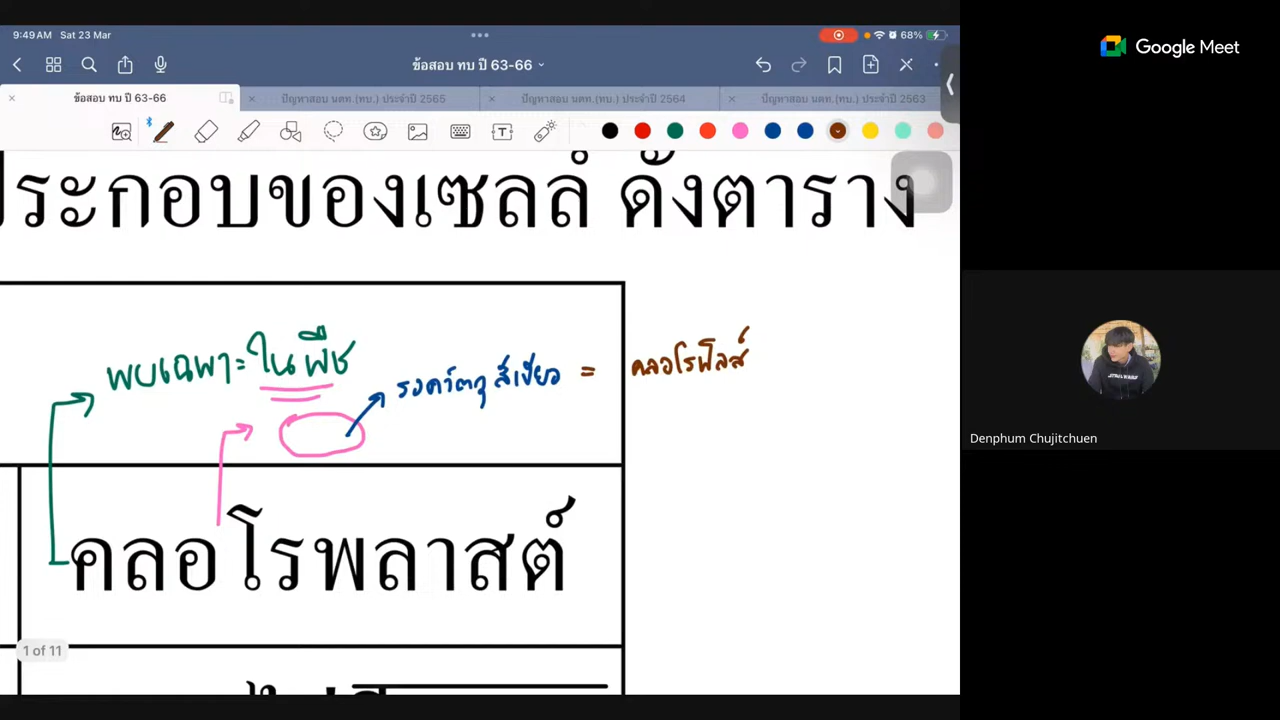 9:49 AM Sat 23 Mar
68%
Google Meet
ข้อสอบ ทบ ปี 63-66
ข้อสอบ ทบ ปี 63-66
ปัญหาสอบ นตท.(ทบ.) ประจำปี 2565
ปัญหาสอบ นตท.(ทบ.) ประจำปี 2564
ปัญหาสอบ นตท.(ทบ.) ประจำปี 2563
ประกอบของเซลล์ ดังตาราง
พบเฉพาะ ในพืช
รงควัตถุ สีเขียว = คลอโรฟิลล์
คลอโรพลาสต์
1 of 11
Denphum Chujitchuen